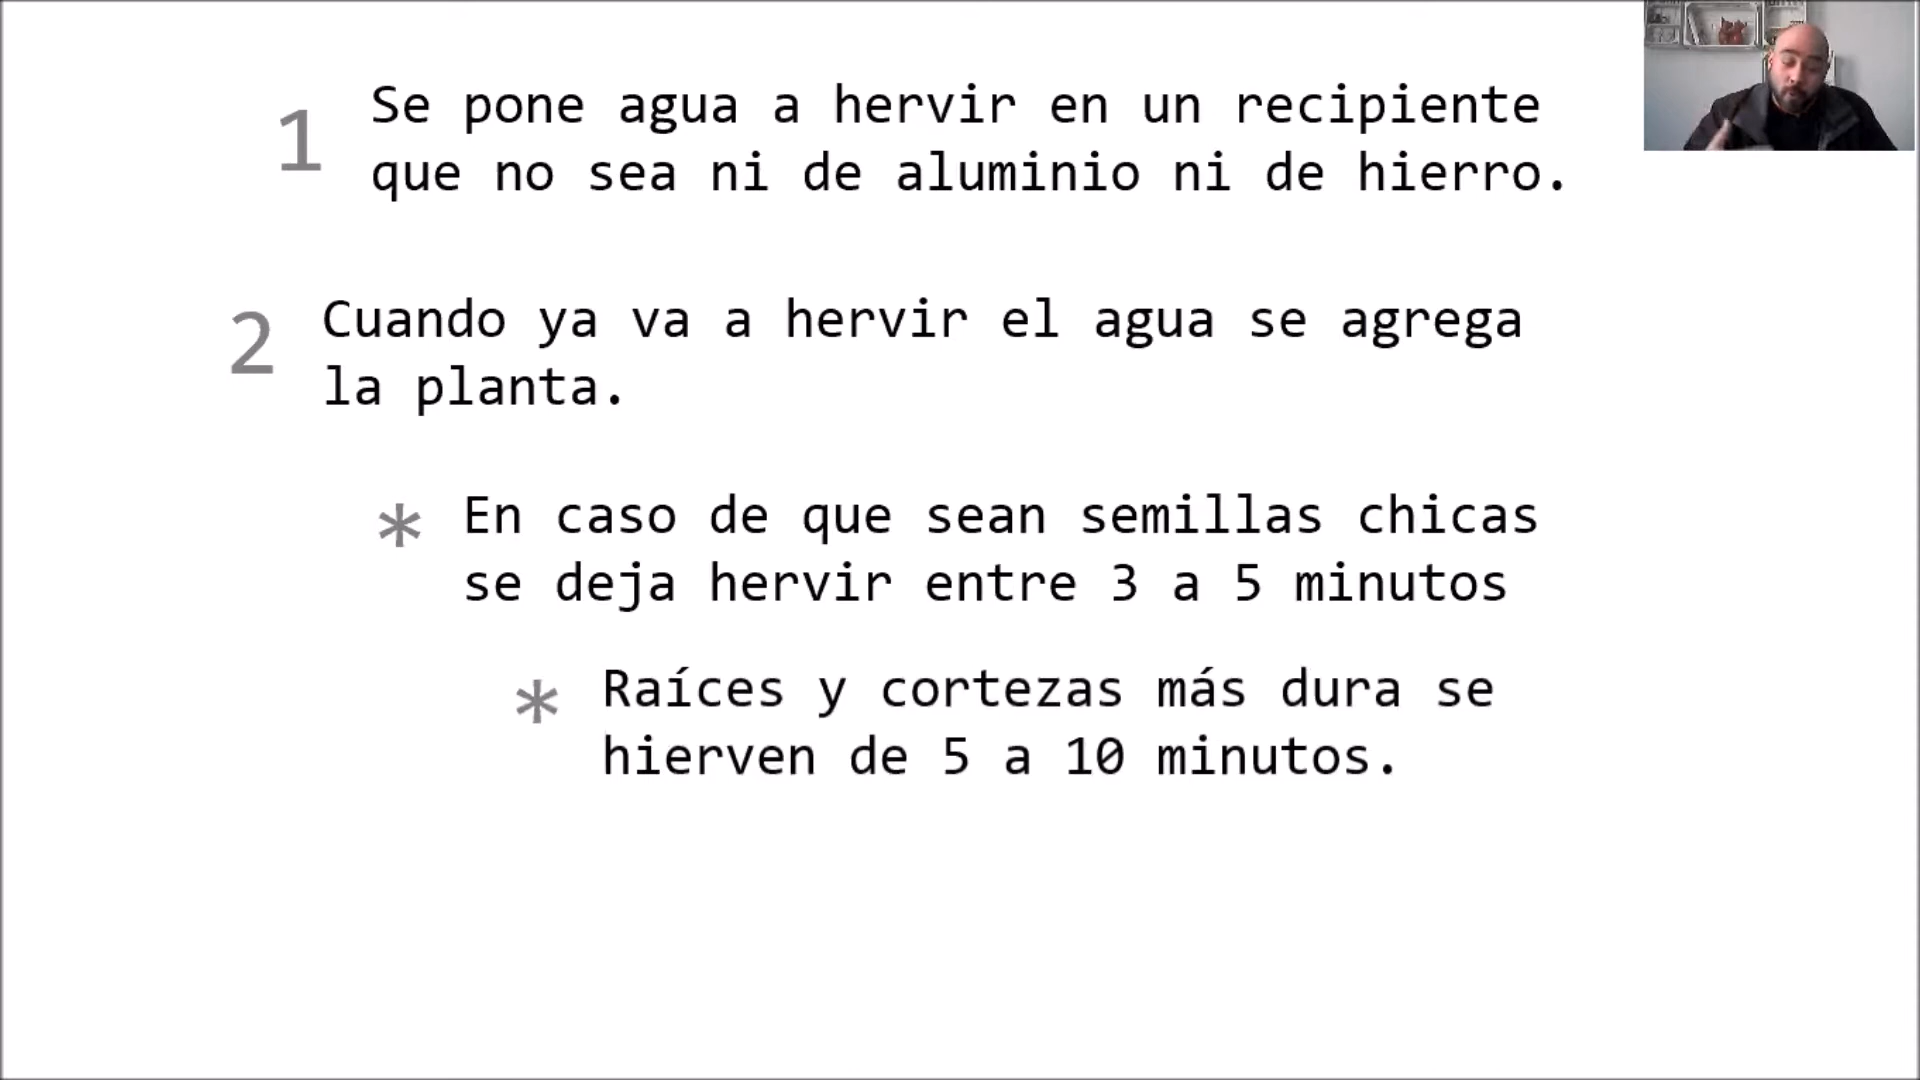 1 Se pone agua a hervir en un recipiente
que no sea ni de aluminio ni de hierro.
2 Cuando ya va a hervir el agua se agrega
la planta.
* En caso de que sean semillas chicas
se deja hervir entre 3 a 5 minutos
* Raíces y cortezas más dura se
hierven de 5 a 10 minutos.